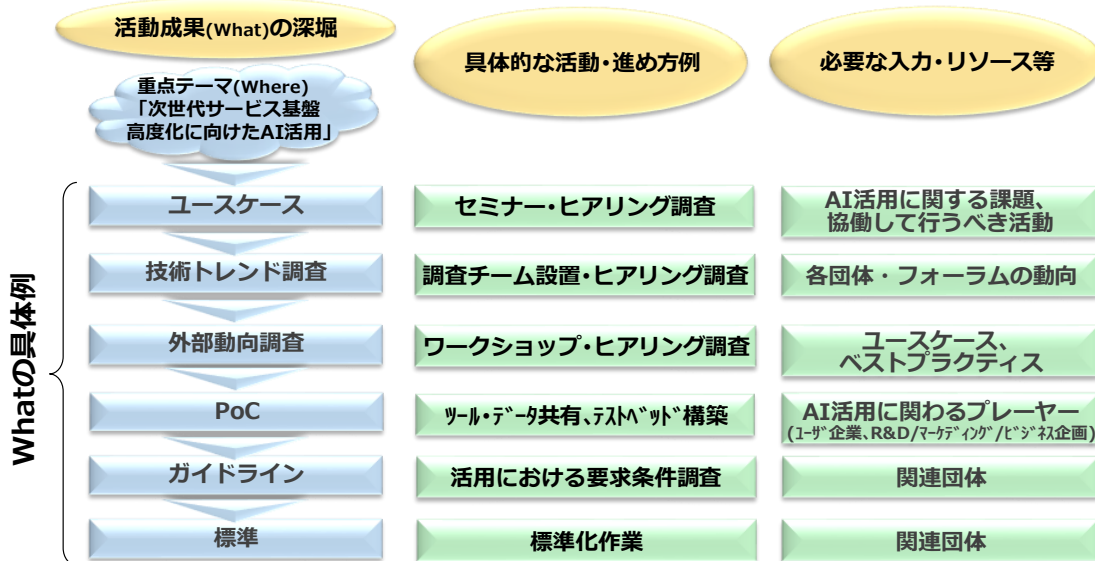 活動成果(What)の深堀
具体的な活動・進め方例
必要な入力・リソース等
重点テーマ(Where)
「次世代サービス基盤
高度化に向けたAI活用」
Whatの具体例
ユースケース
セミナー・ヒアリング調査
AI活用に関する課題、
協働して行うべき活動
技術トレンド調査
調査チーム設置・ヒアリング調査
各団体・フォーラムの動向
外部動向調査
ワークショップ・ヒアリング調査
ユースケース、
ベストプラクティス
PoC
ﾂｰﾙ・ﾃﾞｰﾀ共有、ﾃｽﾄﾍﾞｯﾄﾞ構築
AI活用に関わるプレーヤー
(ﾕｰｻﾞ企業、R&D/ﾏｰｹﾃｨﾝｸﾞ/ﾋﾞｼﾞﾈｽ企画)
ガイドライン
活用における要求条件調査
関連団体
標準
標準化作業
関連団体